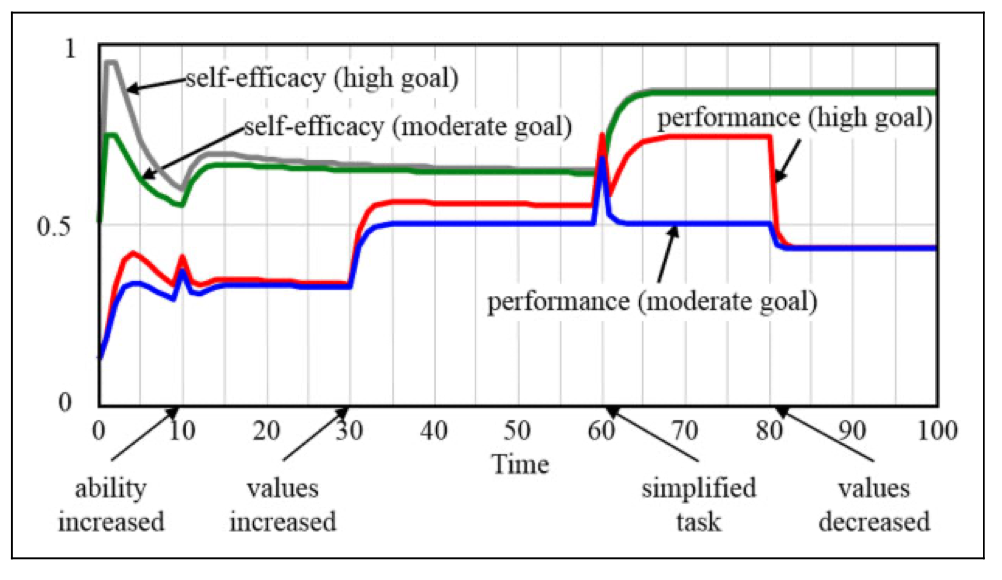 1
self-efficacy (high goal)
self-efficacy (moderate goal)
performance (high goal)
0.5
performance (moderate goal)
0
0 10 20 30 40 50 60 70 80 90 100
Time
ability
increased
values
increased
simplified
task
values
decreased